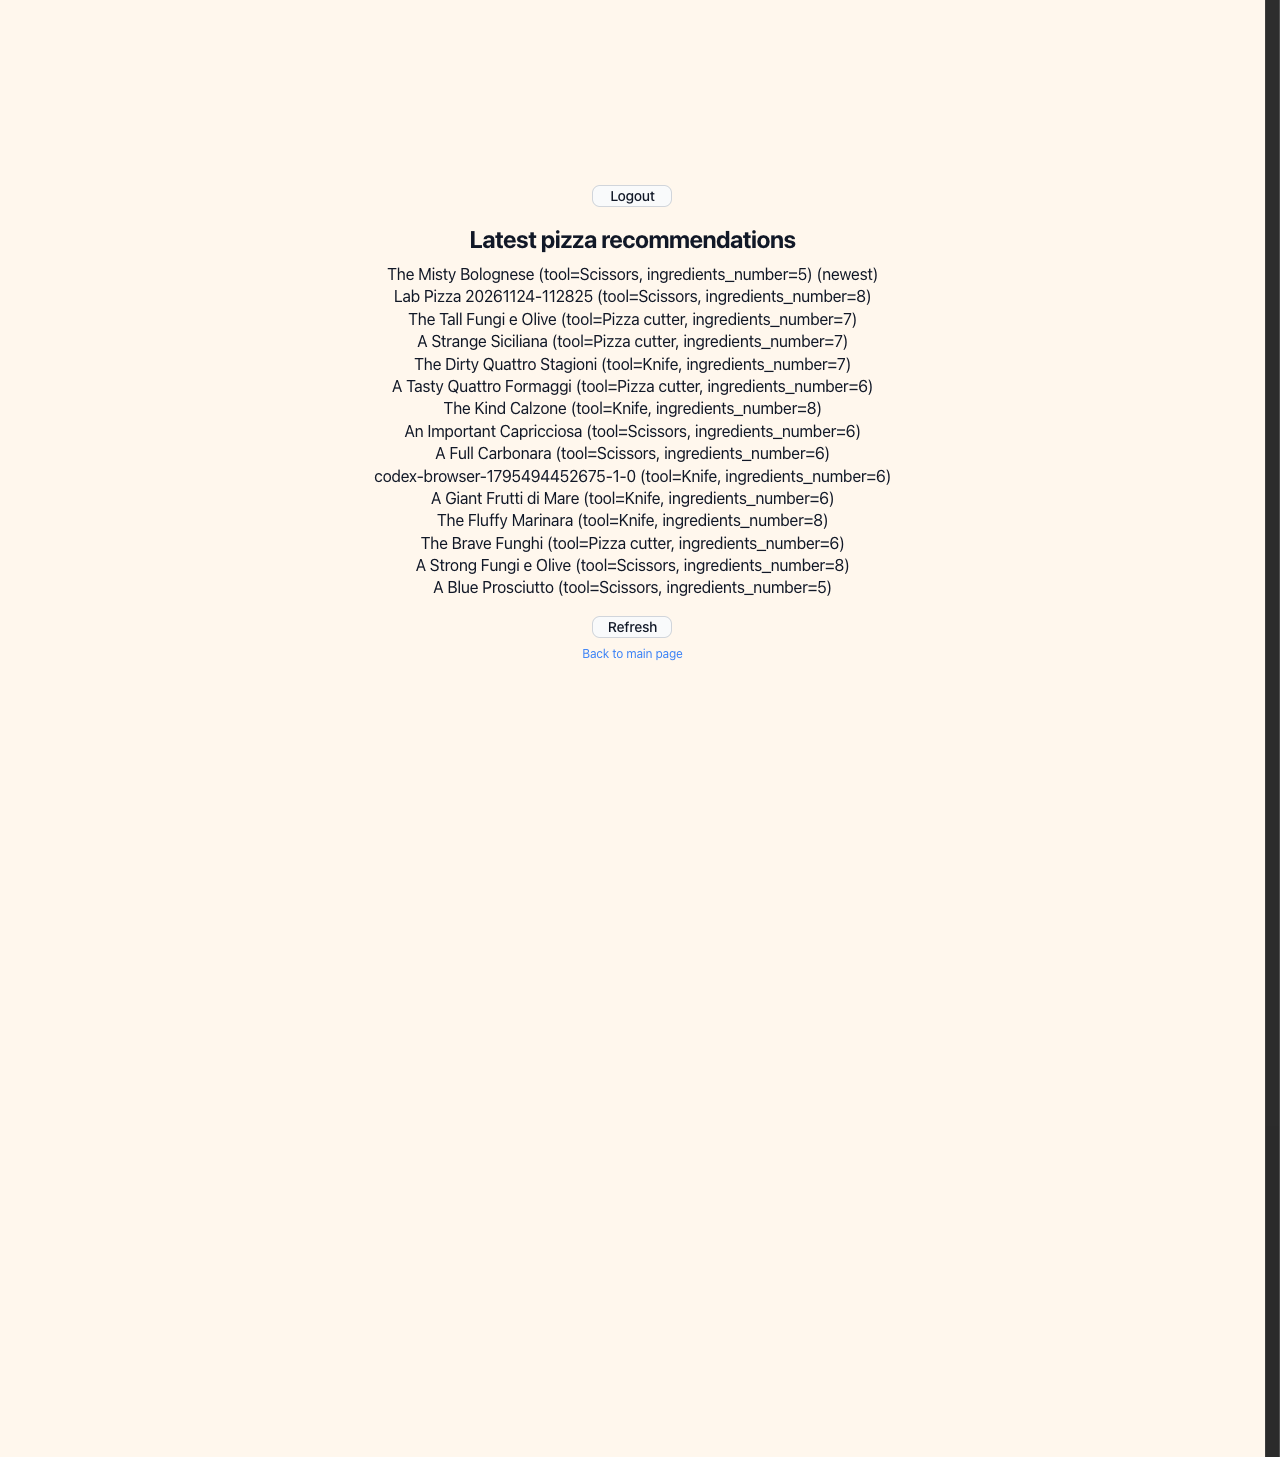 Logout
Latest pizza recommendations
The Misty Bolognese (tool=Scissors, ingredients_number=5) (newest)
Lab Pizza 20261124-112825 (tool=Scissors, ingredients_number=8)
The Tall Fungi e Olive (tool=Pizza cutter, ingredients_number=7)
A Strange Siciliana (tool=Pizza cutter, ingredients_number=7)
The Dirty Quattro Stagioni (tool=Knife, ingredients_number=7)
A Tasty Quattro Formaggi (tool=Pizza cutter, ingredients_number=6)
The Kind Calzone (tool=Knife, ingredients_number=8)
An Important Capricciosa (tool=Scissors, ingredients_number=6)
A Full Carbonara (tool=Scissors, ingredients_number=6)
codex-browser-1795494452675-1-0 (tool=Knife, ingredients_number=6)
A Giant Frutti di Mare (tool=Knife, ingredients_number=6)
The Fluffy Marinara (tool=Knife, ingredients_number=8)
The Brave Funghi (tool=Pizza cutter, ingredients_number=6)
A Strong Fungi e Olive (tool=Scissors, ingredients_number=8)
A Blue Prosciutto (tool=Scissors, ingredients_number=5)
Refresh
Back to main page